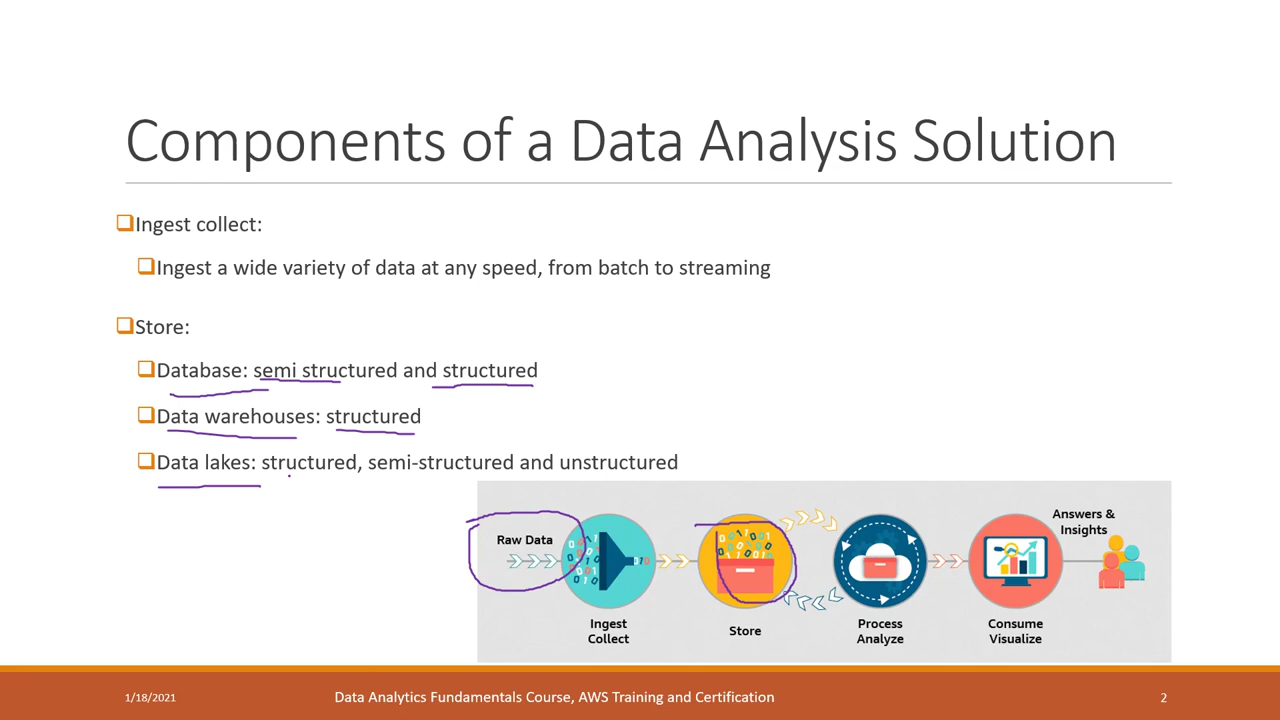 Components of a Data Analysis Solution
Ingest collect:
Ingest a wide variety of data at any speed, from batch to streaming
Store:
Database: semi structured and structured
Data warehouses: structured
Data lakes: structured, semi-structured and unstructured
Raw Data
Answers &
Insights
Ingest
Collect
Store
Process
Analyze
Consume
Visualize
1/18/2021
Data Analytics Fundamentals Course, AWS Training and Certification
2